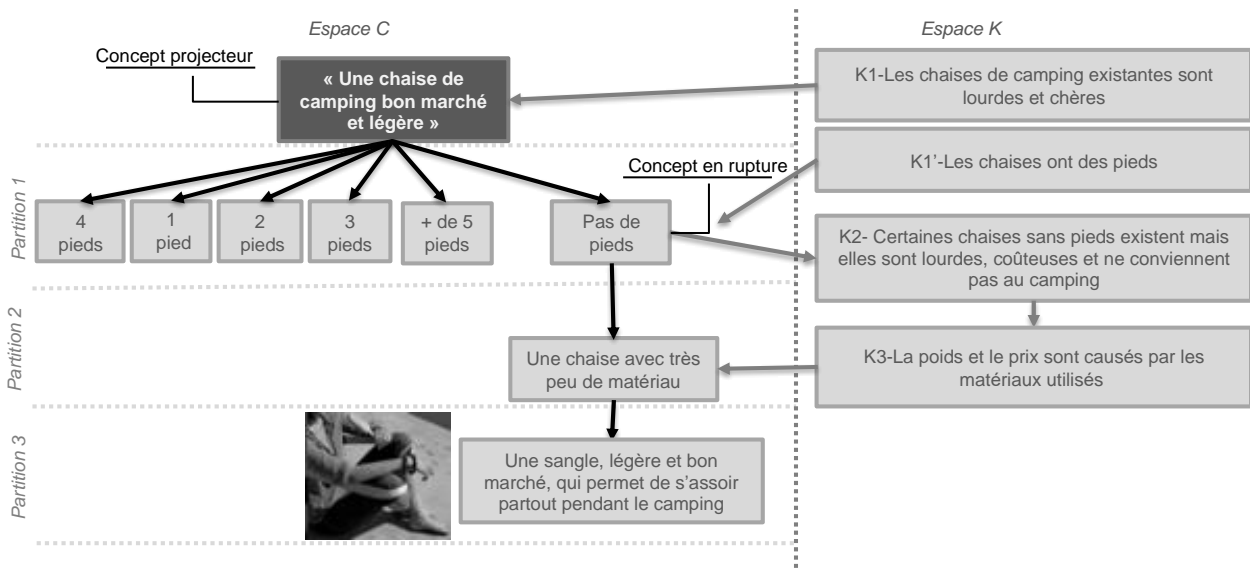 Espace C
Espace K
Concept projecteur
« Une chaise de
camping bon marché
et légère »
K1-Les chaises de camping existantes sont
lourdes et chères
Partition 1
Concept en rupture
K1'-Les chaises ont des pieds
4
pieds
1
pied
2
pieds
3
pieds
+ de 5
pieds
Pas de
pieds
K2- Certaines chaises sans pieds existent mais
elles sont lourdes, coûteuses et ne conviennent
pas au camping
Partition 2
Une chaise avec très
peu de matériau
K3-La poids et le prix sont causés par les
matériaux utilisés
Partition 3
Une sangle, légère et bon
marché, qui permet de s'assoir
partout pendant le camping